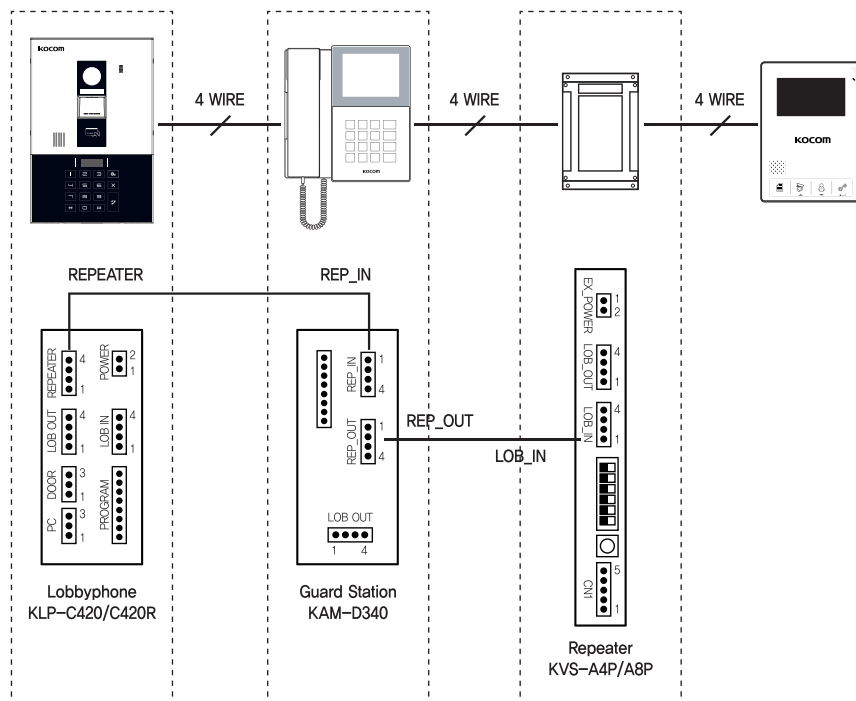 KOCOM
4 WIRE
4 WIRE
4 WIRE
KOCOM
KOCOM
REPEATER
REP_IN
REPEATER
4
1
POWER
2
1
LOB OUT
4
1
LOB IN
4
1
DOOR
3
1
PC
3
1
PROGRAM
Lobbyphone
KLP-C420/C420R
REP_IN
1
4
REP_OUT
1
4
LOB OUT
1 4
Guard Station
KAM-D340
REP_OUT
LOB_IN
EX_POWER
1
2
LOB_OUT
4
1
LOB_IN
4
1
CN1
5
1
Repeater
KVS-A4P/A8P